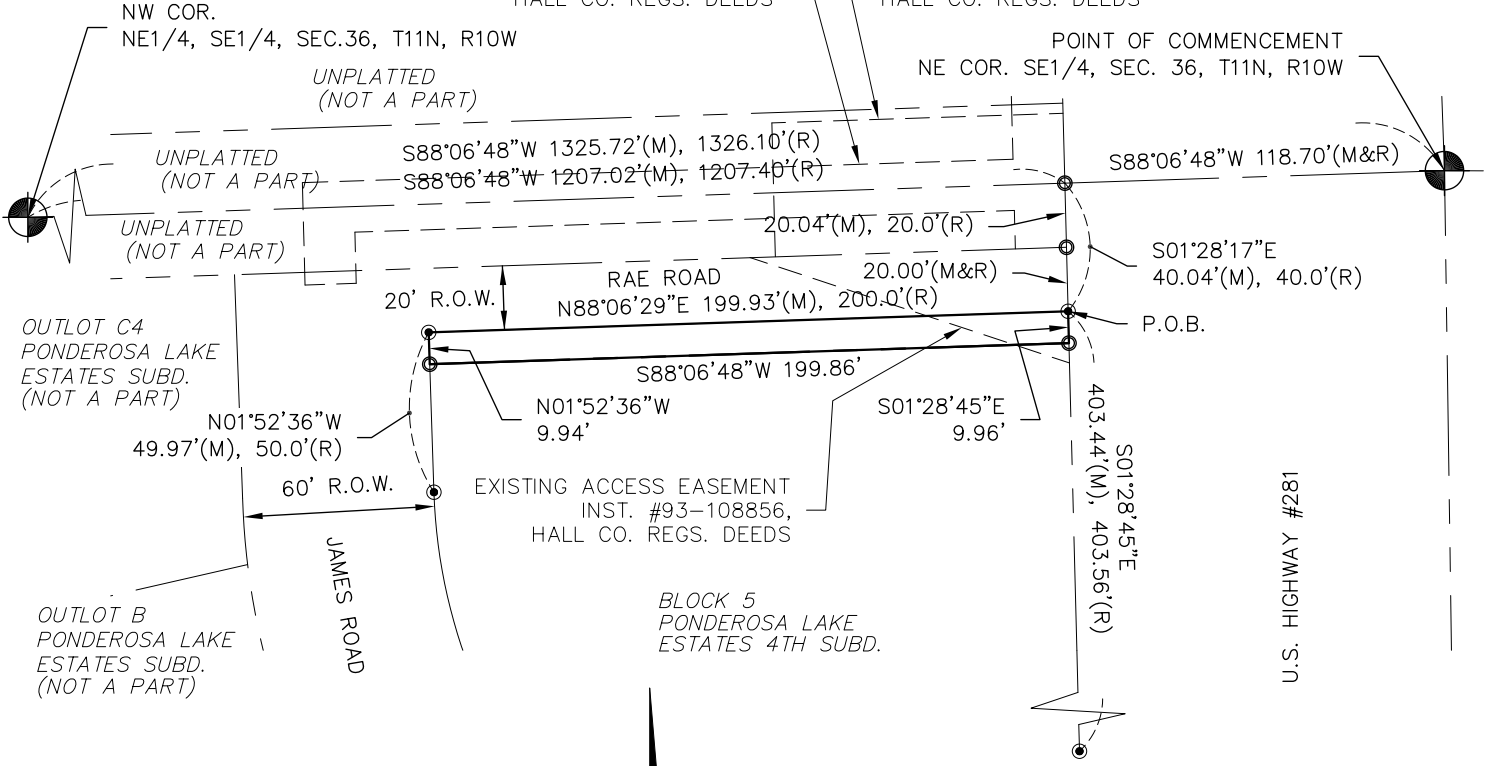 HALL CO. REGS. DEEDS
HALL CO. REGS. DEEDS
NW COR.
NE1/4, SE1/4, SEC.36, T11N, R10W
POINT OF COMMENCEMENT
NE COR. SE1/4, SEC. 36, T11N, R10W
UNPLATTED
(NOT A PART)
UNPLATTED
(NOT A PART)
UNPLATTED
(NOT A PART)
S88°06'48"W 1325.72'(M), 1326.10'(R)
S88°06'48"W 1207.02'(M), 1207.40'(R)
S88°06'48"W 118.70'(M&R)
20.04'(M), 20.0'(R)
S01°28'17"E
40.04'(M), 40.0'(R)
RAE ROAD
20.00'(M&R)
20' R.O.W.
N88°06'29"E 199.93'(M), 200.0'(R)
P.O.B.
OUTLOT C4
PONDEROSA LAKE
ESTATES SUBD.
(NOT A PART)
S88°06'48"W 199.86'
N01°52'36"W
49.97'(M), 50.0'(R)
N01°52'36"W
9.94'
S01°28'45"E
9.96'
S01°28'45"E
403.44'(M), 403.56'(R)
60' R.O.W.
EXISTING ACCESS EASEMENT
INST. #93-108856,
HALL CO. REGS. DEEDS
U.S. HIGHWAY #281
JAMES ROAD
OUTLOT B
PONDEROSA LAKE
ESTATES SUBD.
(NOT A PART)
BLOCK 5
PONDEROSA LAKE
ESTATES 4TH SUBD.